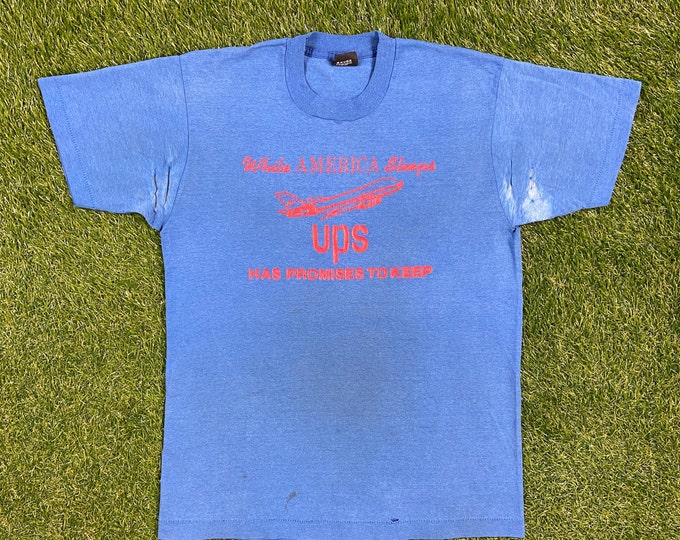 While AMERICA Sleeps
ups
HAS PROMISES TO KEEP